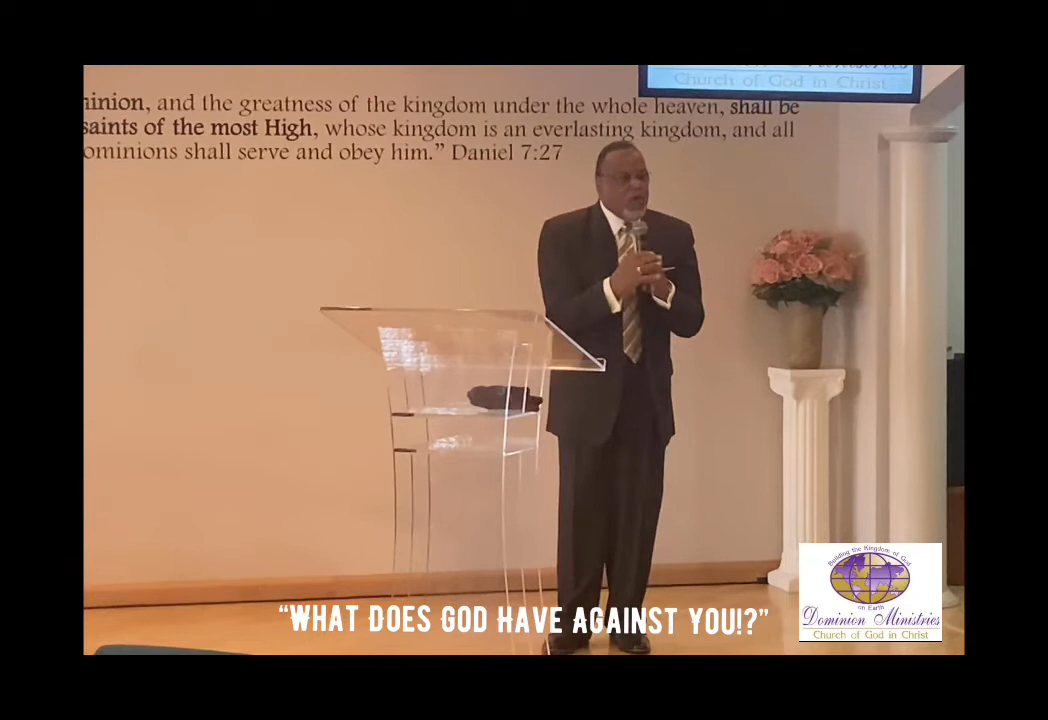 Church of God in Christ
minion, and the greatness of the kingdom under the whole heaven, shall be
saints of the most High, whose kingdom is an everlasting kingdom, and all
ominions shall serve and obey him.” Daniel 7:27
“WHAT DOES GOD HAVE AGAINST YOU!?”
Building the Kingdom of God
on Earth
Dominion Ministries
Church of God in Christ